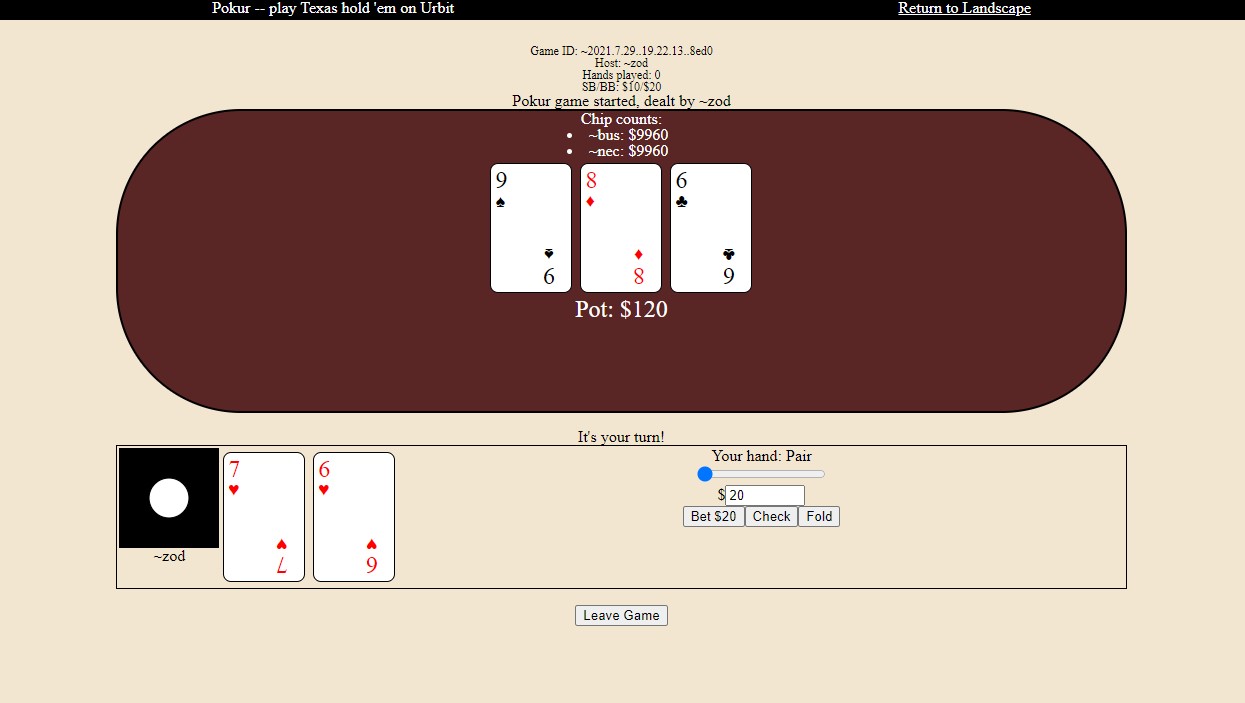 Pokur -- play Texas hold 'em on Urbit
Return to Landscape
Game ID: ~2021.7.29..19.22.13..8ed0
Host: ~zod
Hands played: 0
SB/BB: $10/$20
Pokur game started, dealt by ~zod
Chip counts:
• ~bus: $9960
• ~nec: $9960
9 8 6
♠ ♦ ♣
♠ ♦ ♣
9 8 6
Pot: $120
It's your turn!
7 6
♥ ♥
♥ ♥
7 6
~zod
Your hand: Pair
$ 20
Bet $20 Check Fold
Leave Game